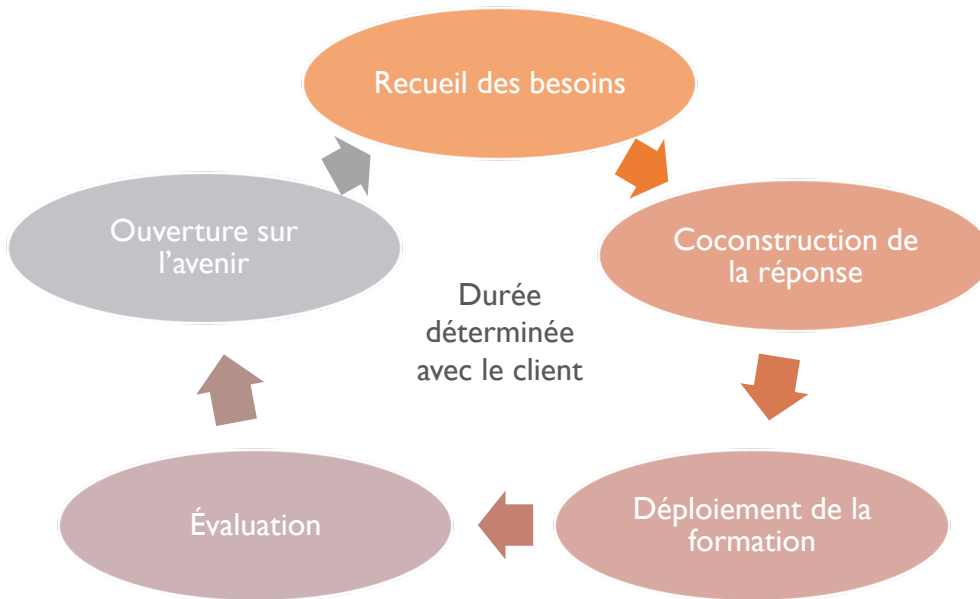 Recueil des besoins
Coconstruction de
la réponse
Déploiement de la
formation
Évaluation
Ouverture sur
l’avenir
Durée
déterminée
avec le client